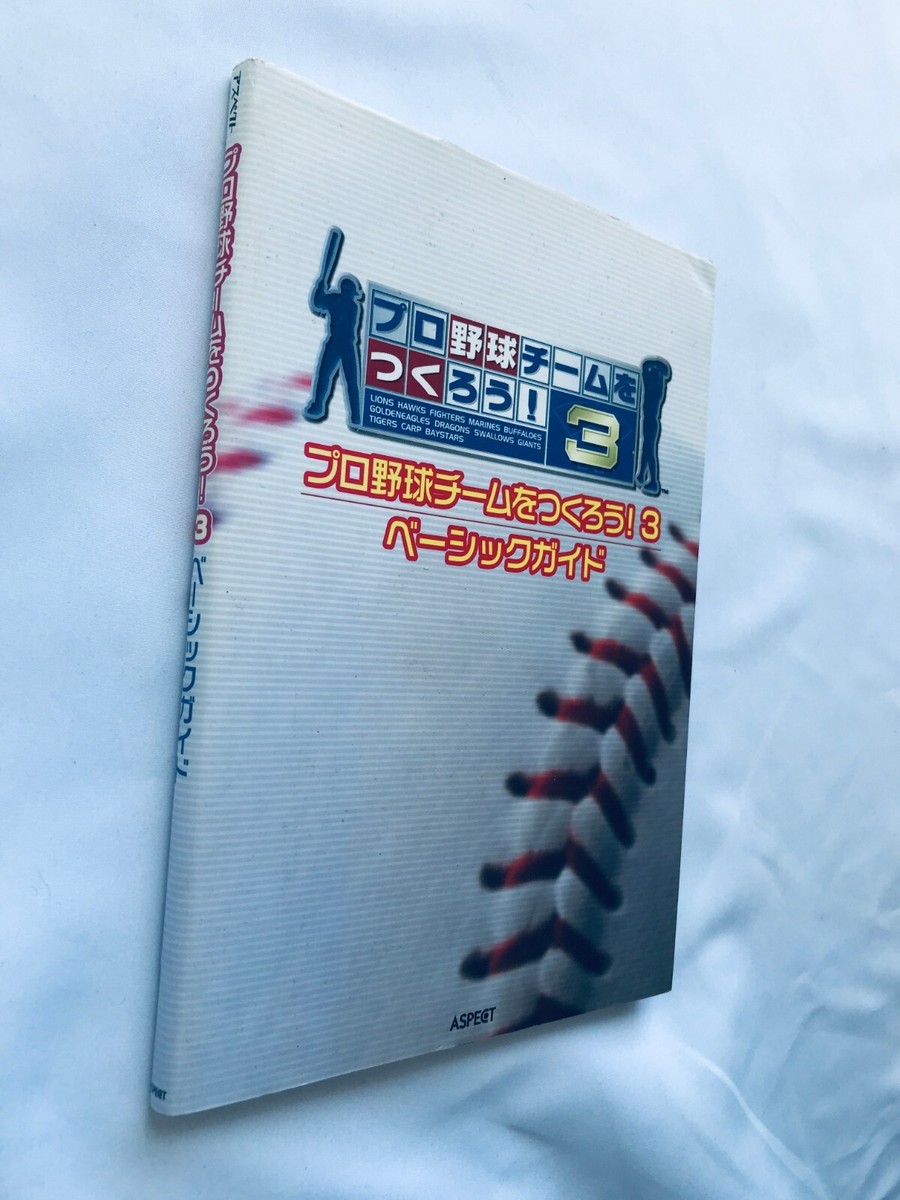 アスペクト
プロ野球チームをつくろう!3 ベーシックガイド
プロ野球チームを
つくろう!
3
LIONS HAWKS FIGHTERS MARINES BUFFALOES
GOLDENEAGLES DRAGONS SWALLOWS GIANTS
TIGERS CARP BAYSTARS
TM
プロ野球チームをつくろう!3
ベーシックガイド
ASPECT
ASPECT